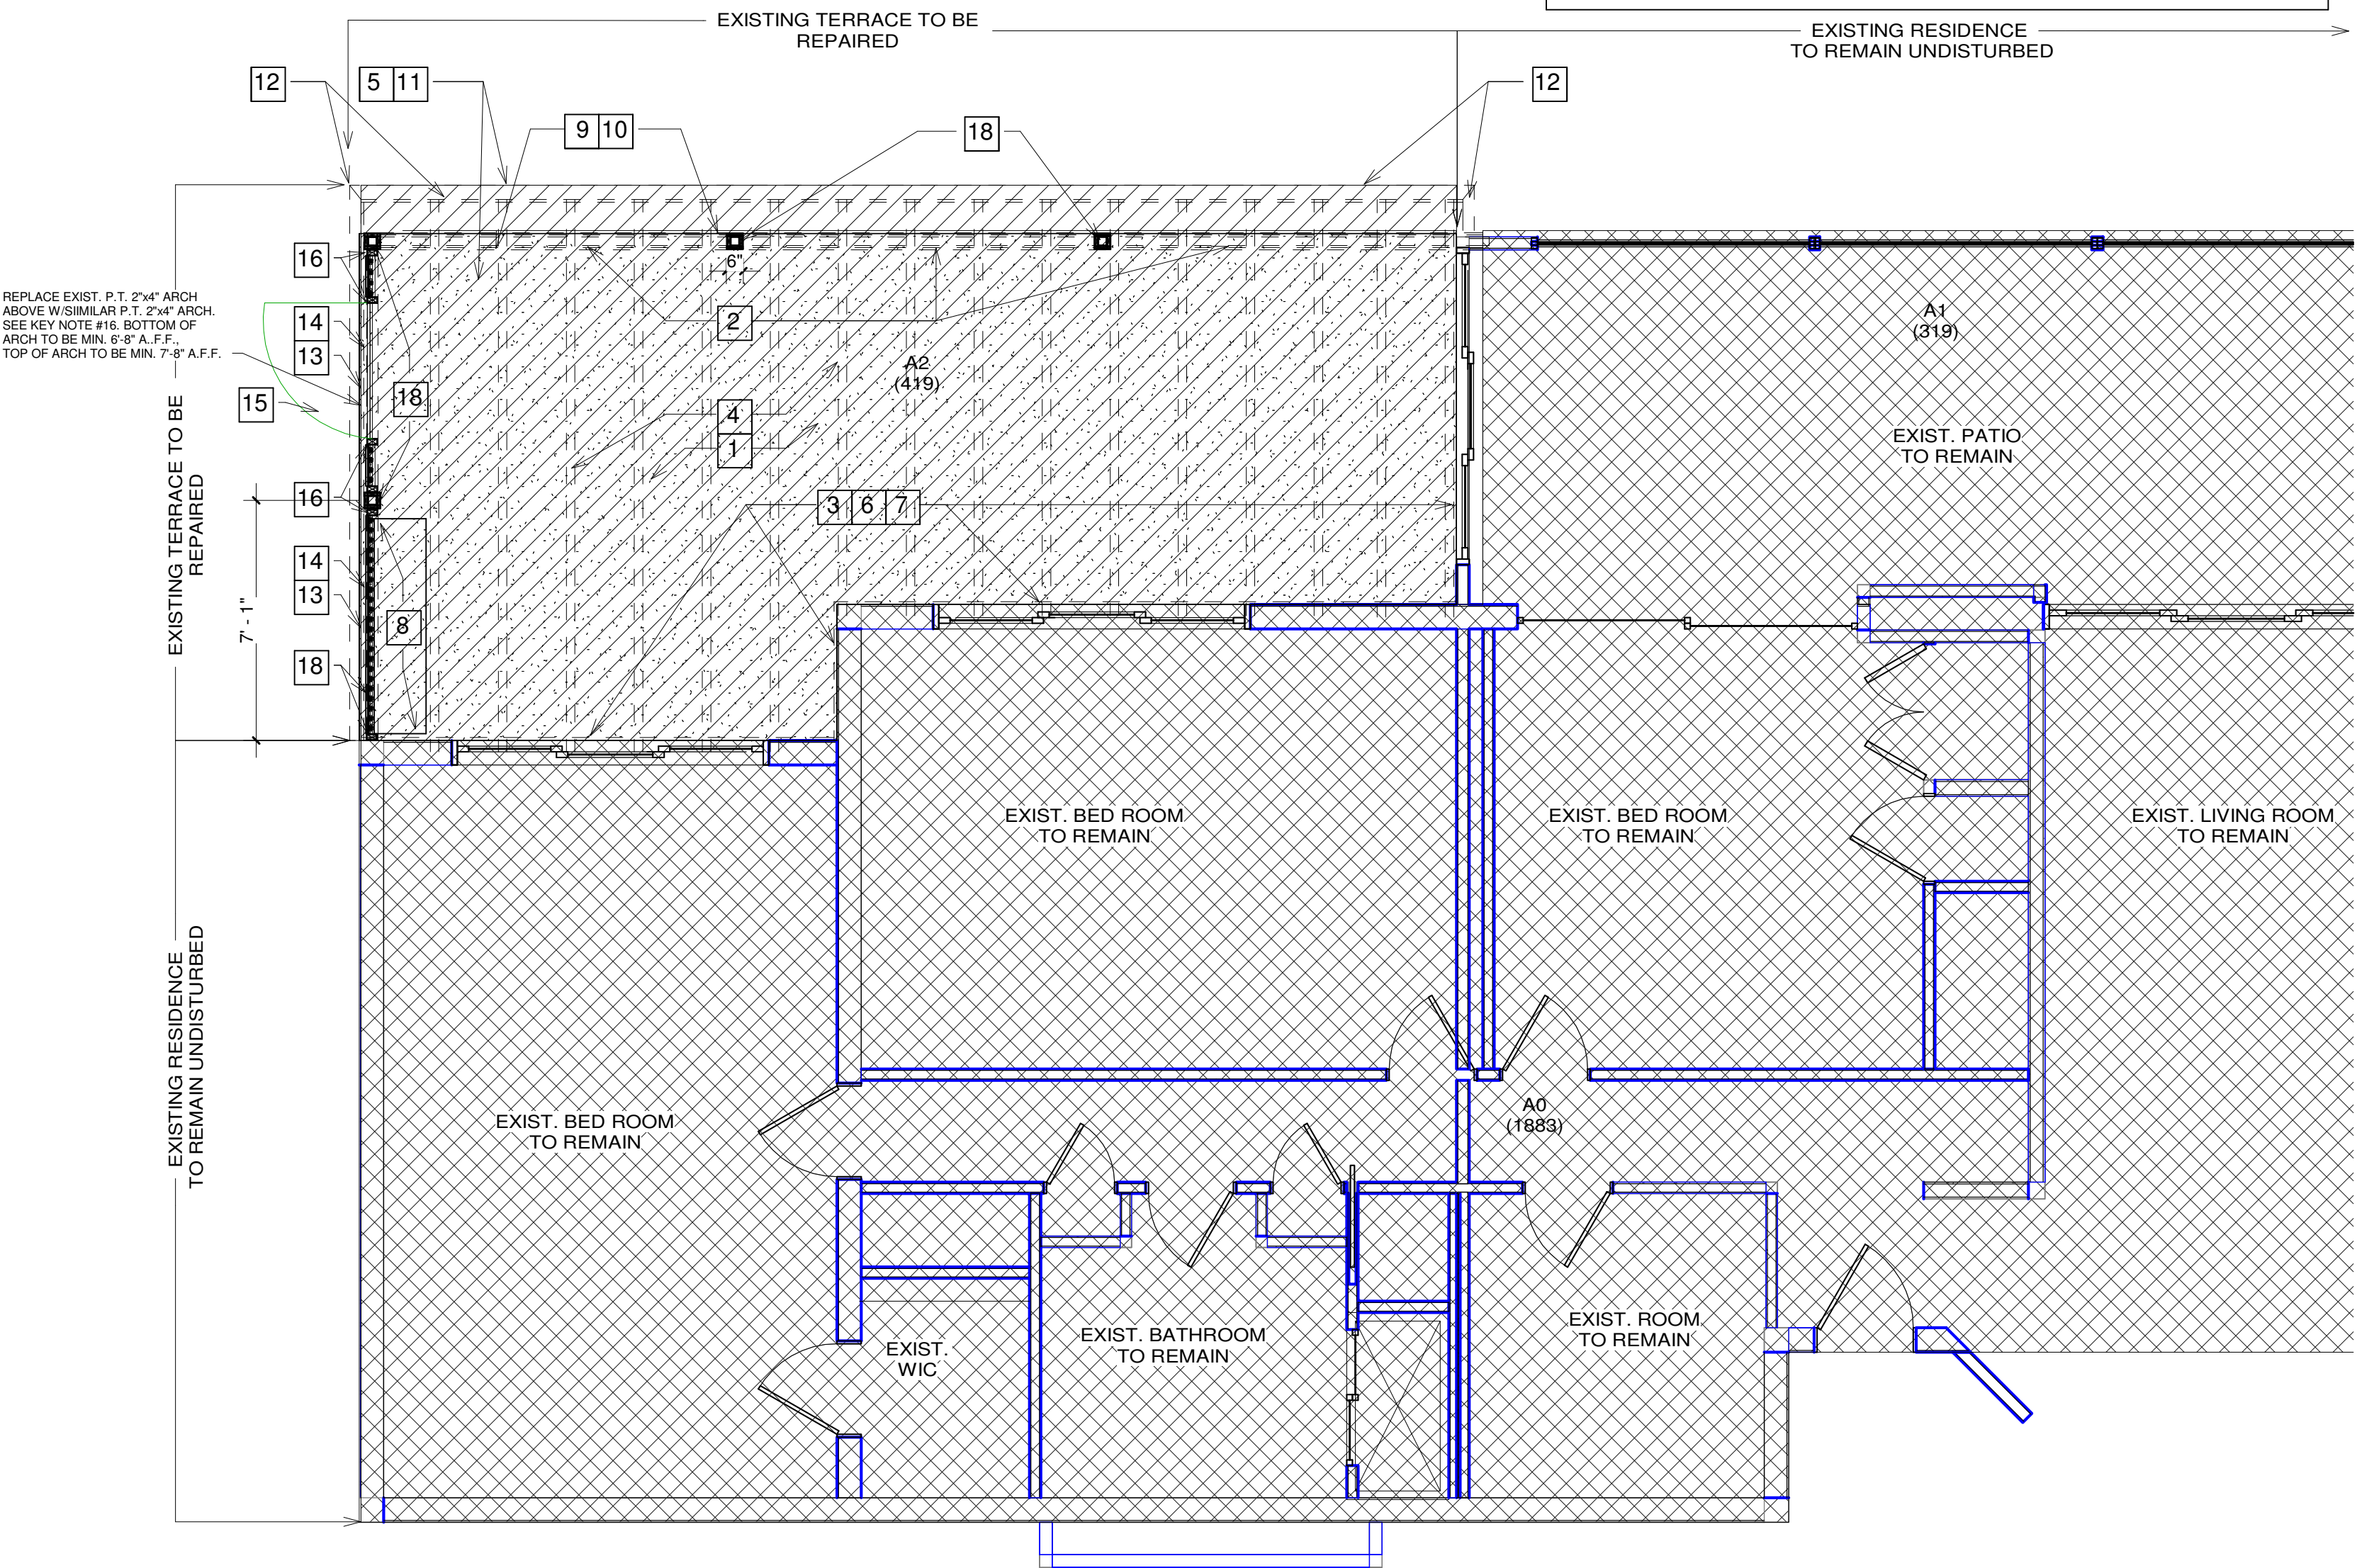 EXISTING TERRACE TO BE
REPAIRED
EXISTING RESIDENCE
TO REMAIN UNDISTURBED
12
5 11
12
9 10
18
16
6"
REPLACE EXIST. P.T. 2"x4" ARCH
ABOVE W/SIIMILAR P.T. 2"x4" ARCH.
SEE KEY NOTE #16. BOTTOM OF
ARCH TO BE MIN. 6'-8" A..F.F.,
TOP OF ARCH TO BE MIN. 7'-8" A.F.F.
14
13
2
A1
(319)
A2
(419)
15
18
4
1
EXIST. PATIO
TO REMAIN
EXISTING TERRACE TO BE
REPAIRED
16
3 6 7
14
13
7' - 1"
8
18
EXIST. BED ROOM
TO REMAIN
EXIST. BED ROOM
TO REMAIN
EXIST. LIVING ROOM
TO REMAIN
EXISTING RESIDENCE
TO REMAIN UNDISTURBED
EXIST. BED ROOM
TO REMAIN
A0
(1883)
EXIST.
WIC
EXIST. BATHROOM
TO REMAIN
EXIST. ROOM
TO REMAIN